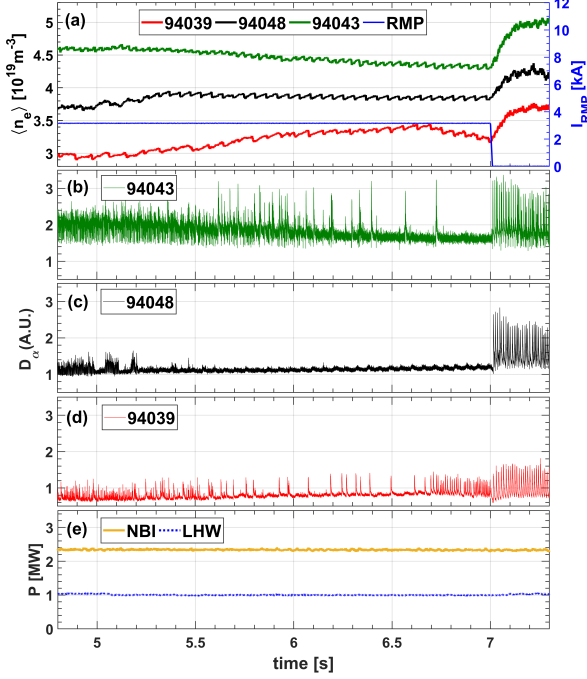 (a) 94039 94048 94043 RMP
⟨n_e⟩ [10^19 m^-3]
5
4.5
4
3.5
3
I_RMP [kA]
12
10
8
6
4
2
0
(b) 94043
3
2
1
(c) 94048
D_α (A.U.)
3
2
1
(d) 94039
3
2
1
(e) NBI LHW
P [MW]
3
2
1
0
5 5.5 6 6.5 7
time [s]